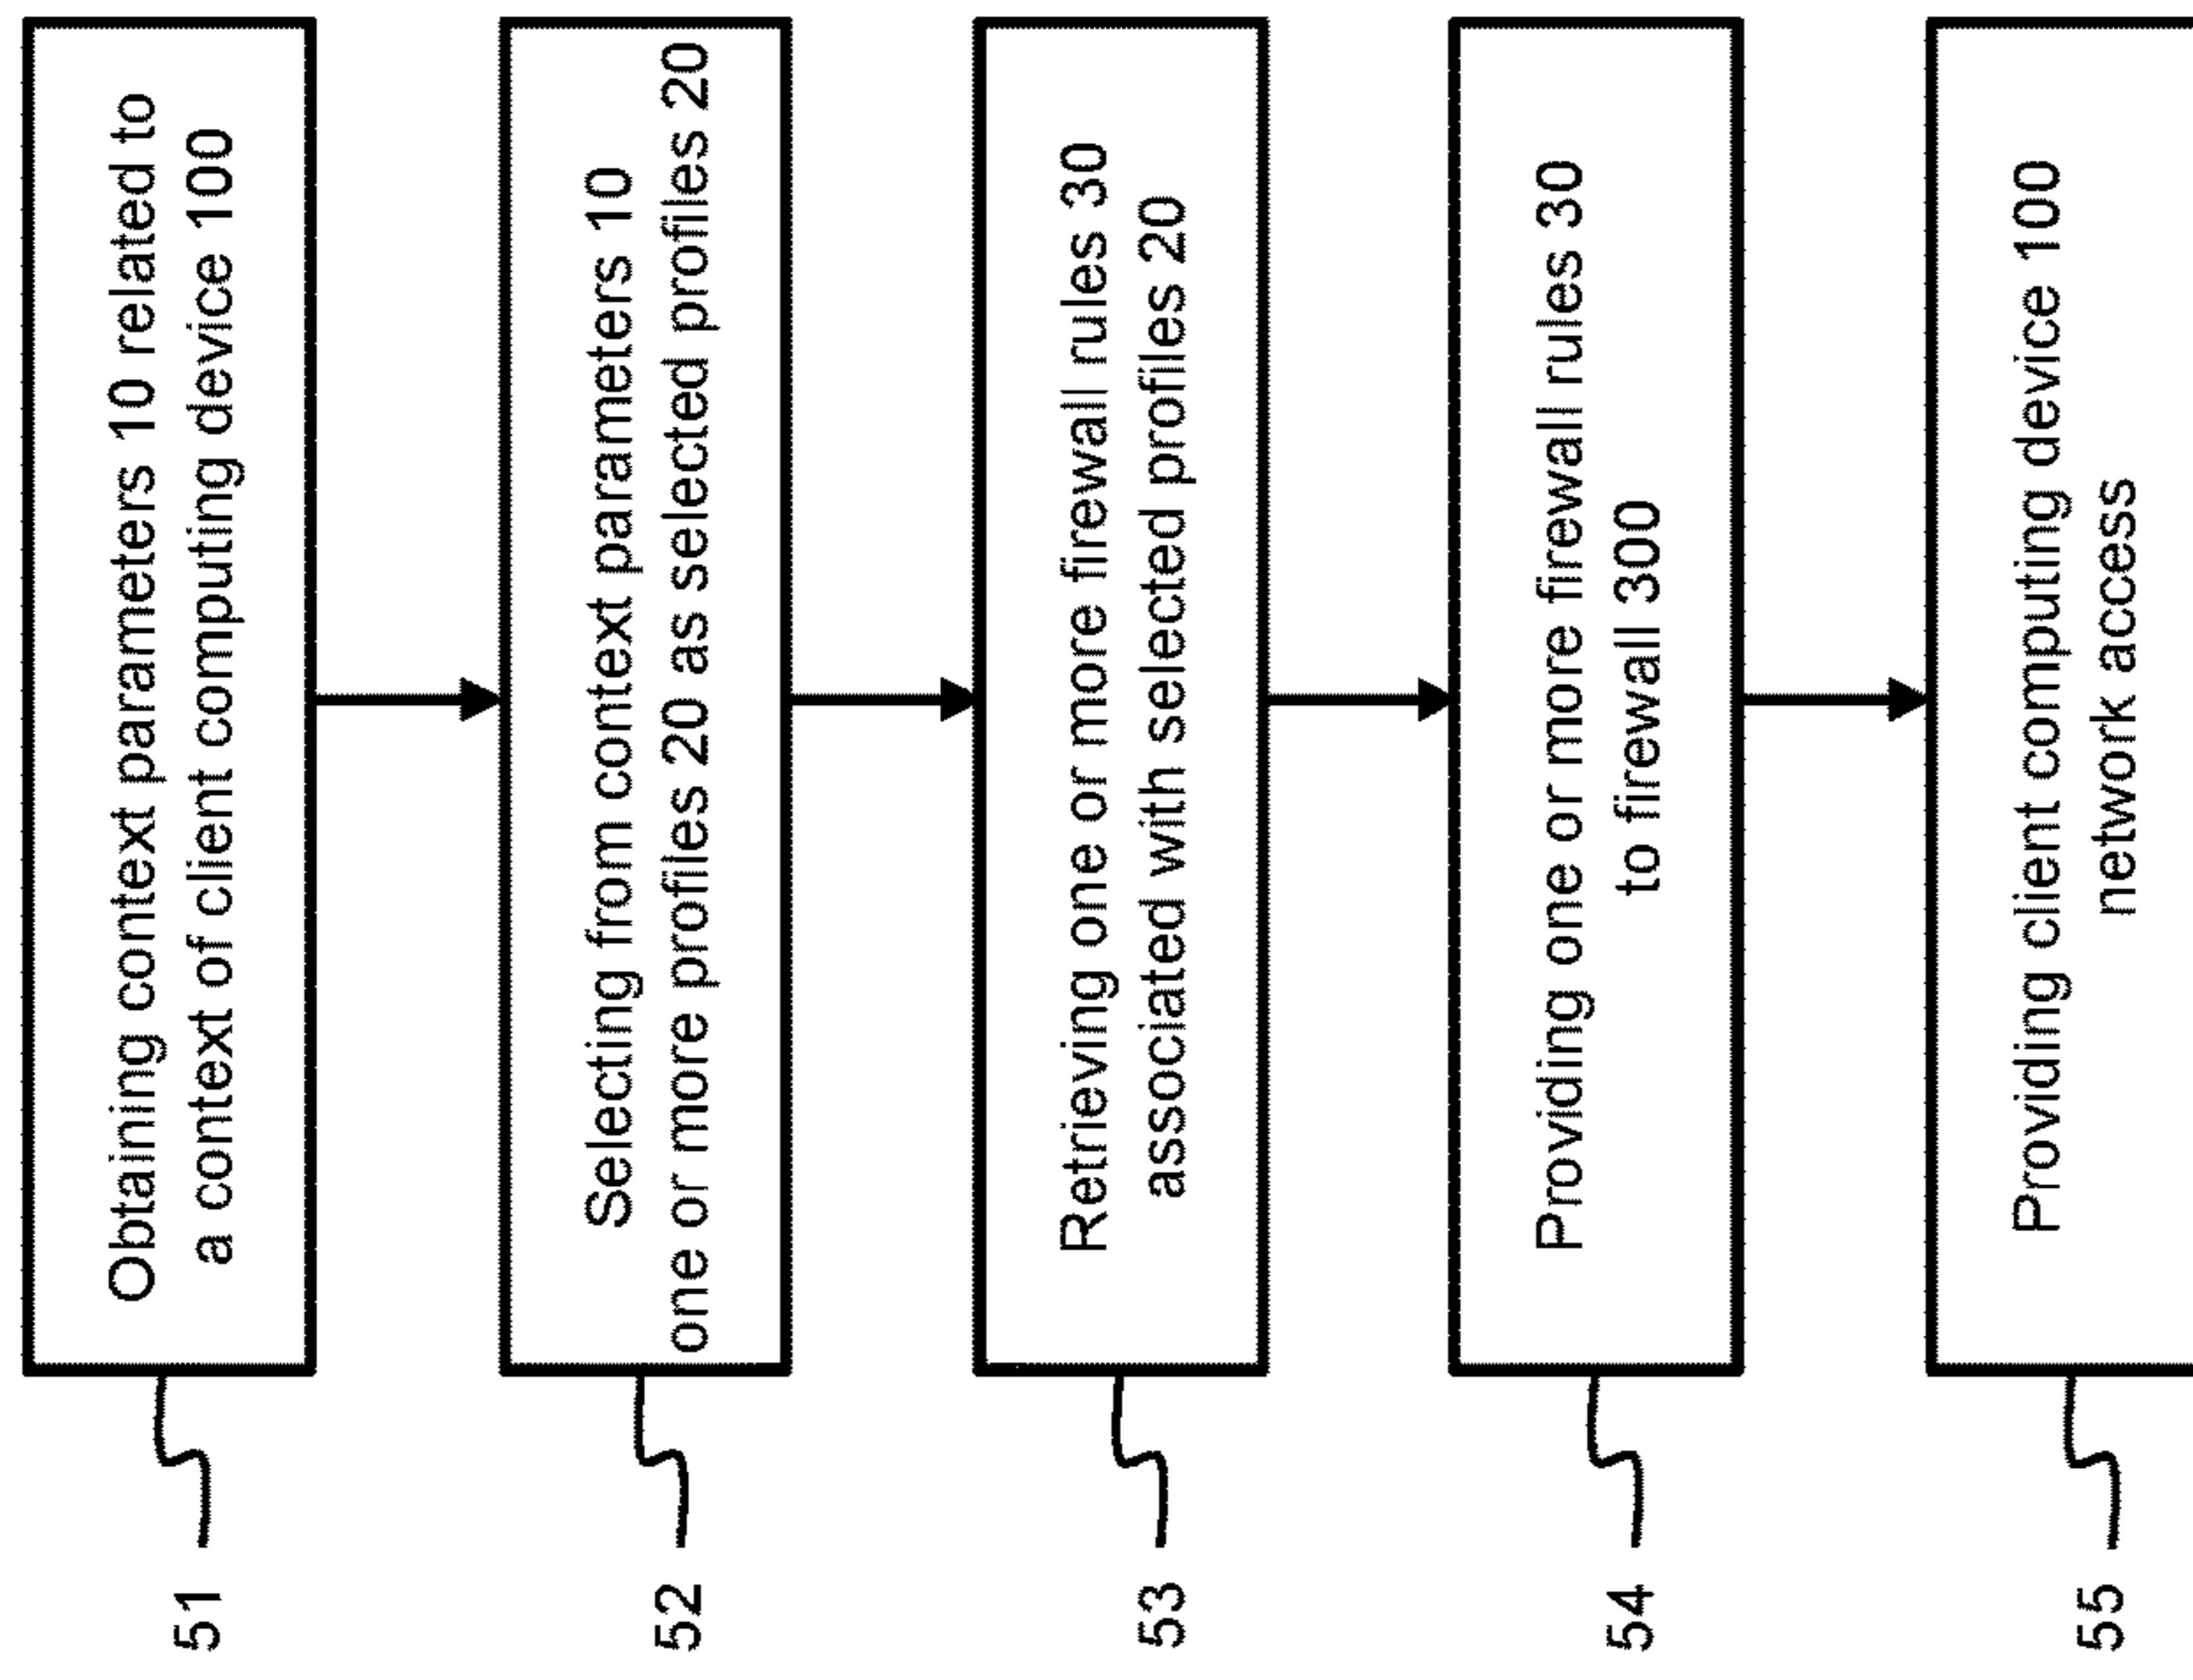 51
Obtaining context parameters 10 related to
a context of client computing device 100
52
Selecting from context parameters 10
one or more profiles 20 as selected profiles 20
53
Retrieving one or more firewall rules 30
associated with selected profiles 20
54
Providing one or more firewall rules 30
to firewall 300
55
Providing client computing device 100
network access